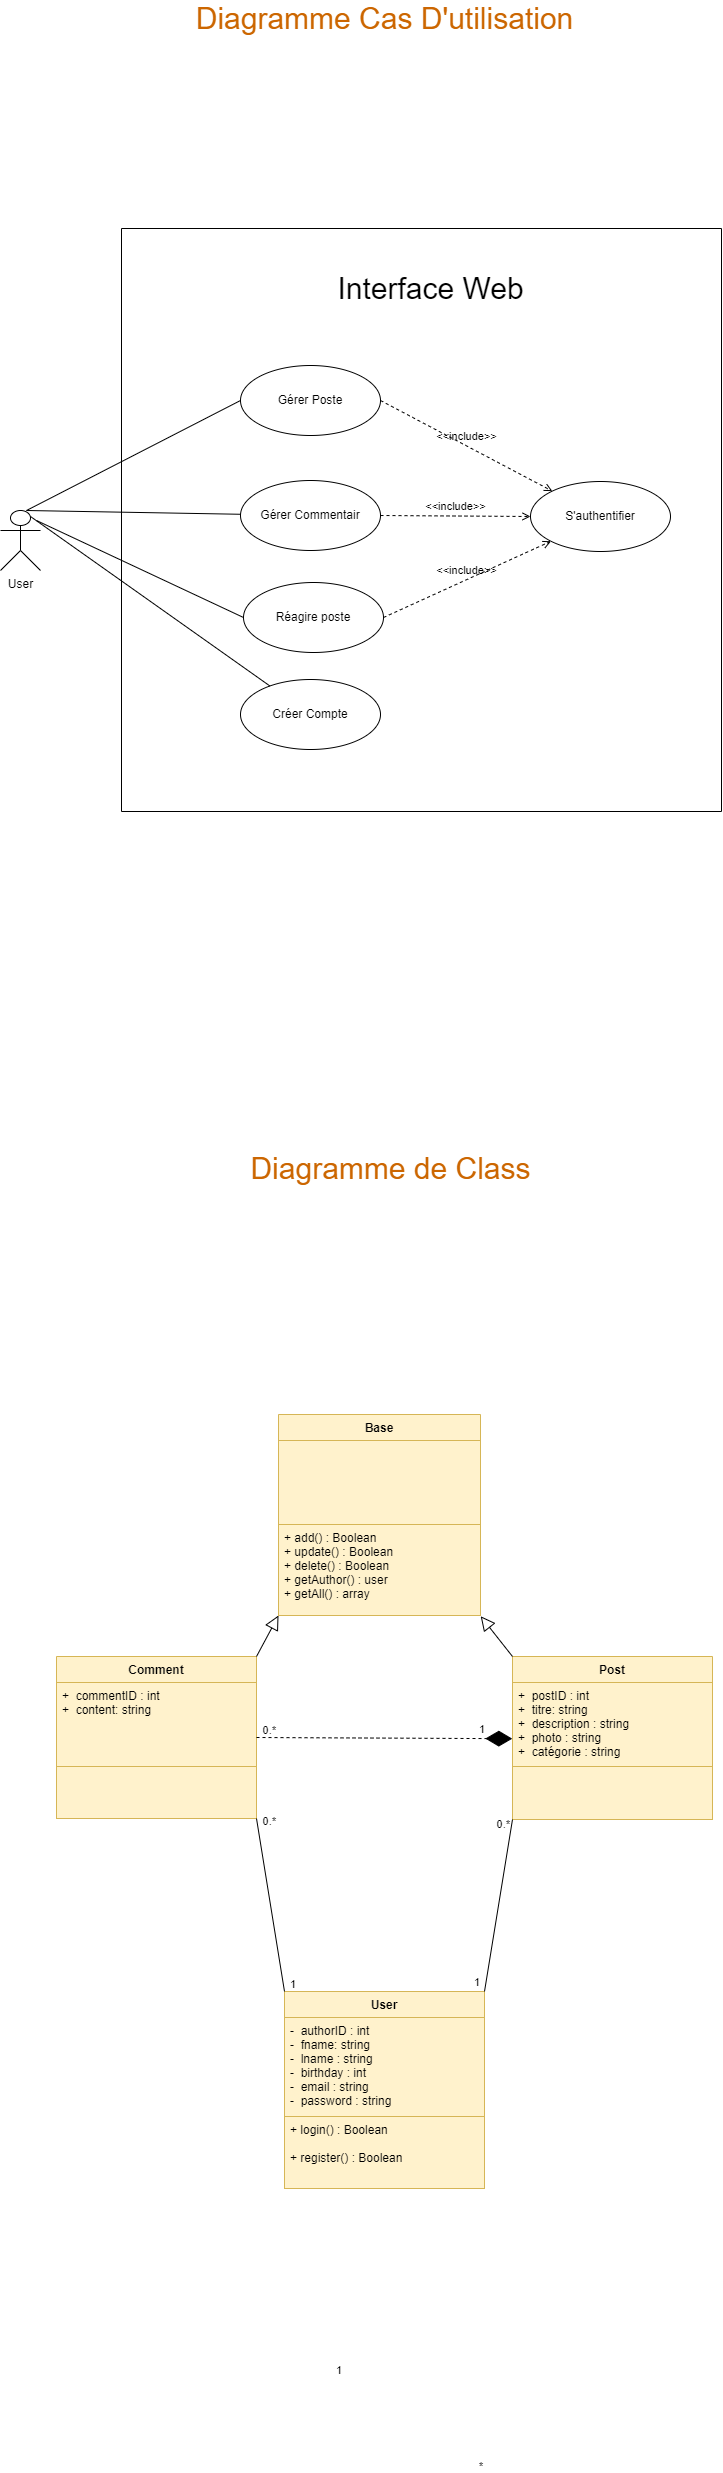 Diagramme Cas D'utilisation
Interface Web
Gérer Poste
<<include>>
Gérer Commentair
<<include>>
S'authentifier
User
<<include>>
Réagire poste
Créer Compte
Diagramme de Class
Base
+ add() : Boolean
+ update() : Boolean
+ delete() : Boolean
+ getAuthor() : user
+ getAll() : array
Comment
+ commentID : int
+ content: string
Post
+ postID : int
+ titre: string
+ description : string
+ photo : string
+ catégorie : string
0.*
1
0.*
0.*
1
1
User
- authorID : int
- fname: string
- lname : string
- birthday : int
- email : string
- password : string
+ login() : Boolean
+ register() : Boolean
1
*